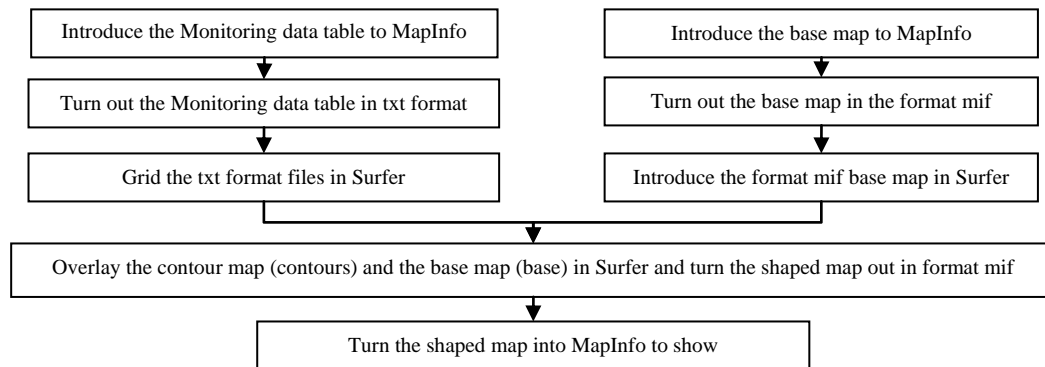 Introduce the Monitoring data table to MapInfo
Turn out the Monitoring data table in txt format
Grid the txt format files in Surfer
Introduce the base map to MapInfo
Turn out the base map in the format mif
Introduce the format mif base map in Surfer
Overlay the contour map (contours) and the base map (base) in Surfer and turn the shaped map out in format mif
Turn the shaped map into MapInfo to show